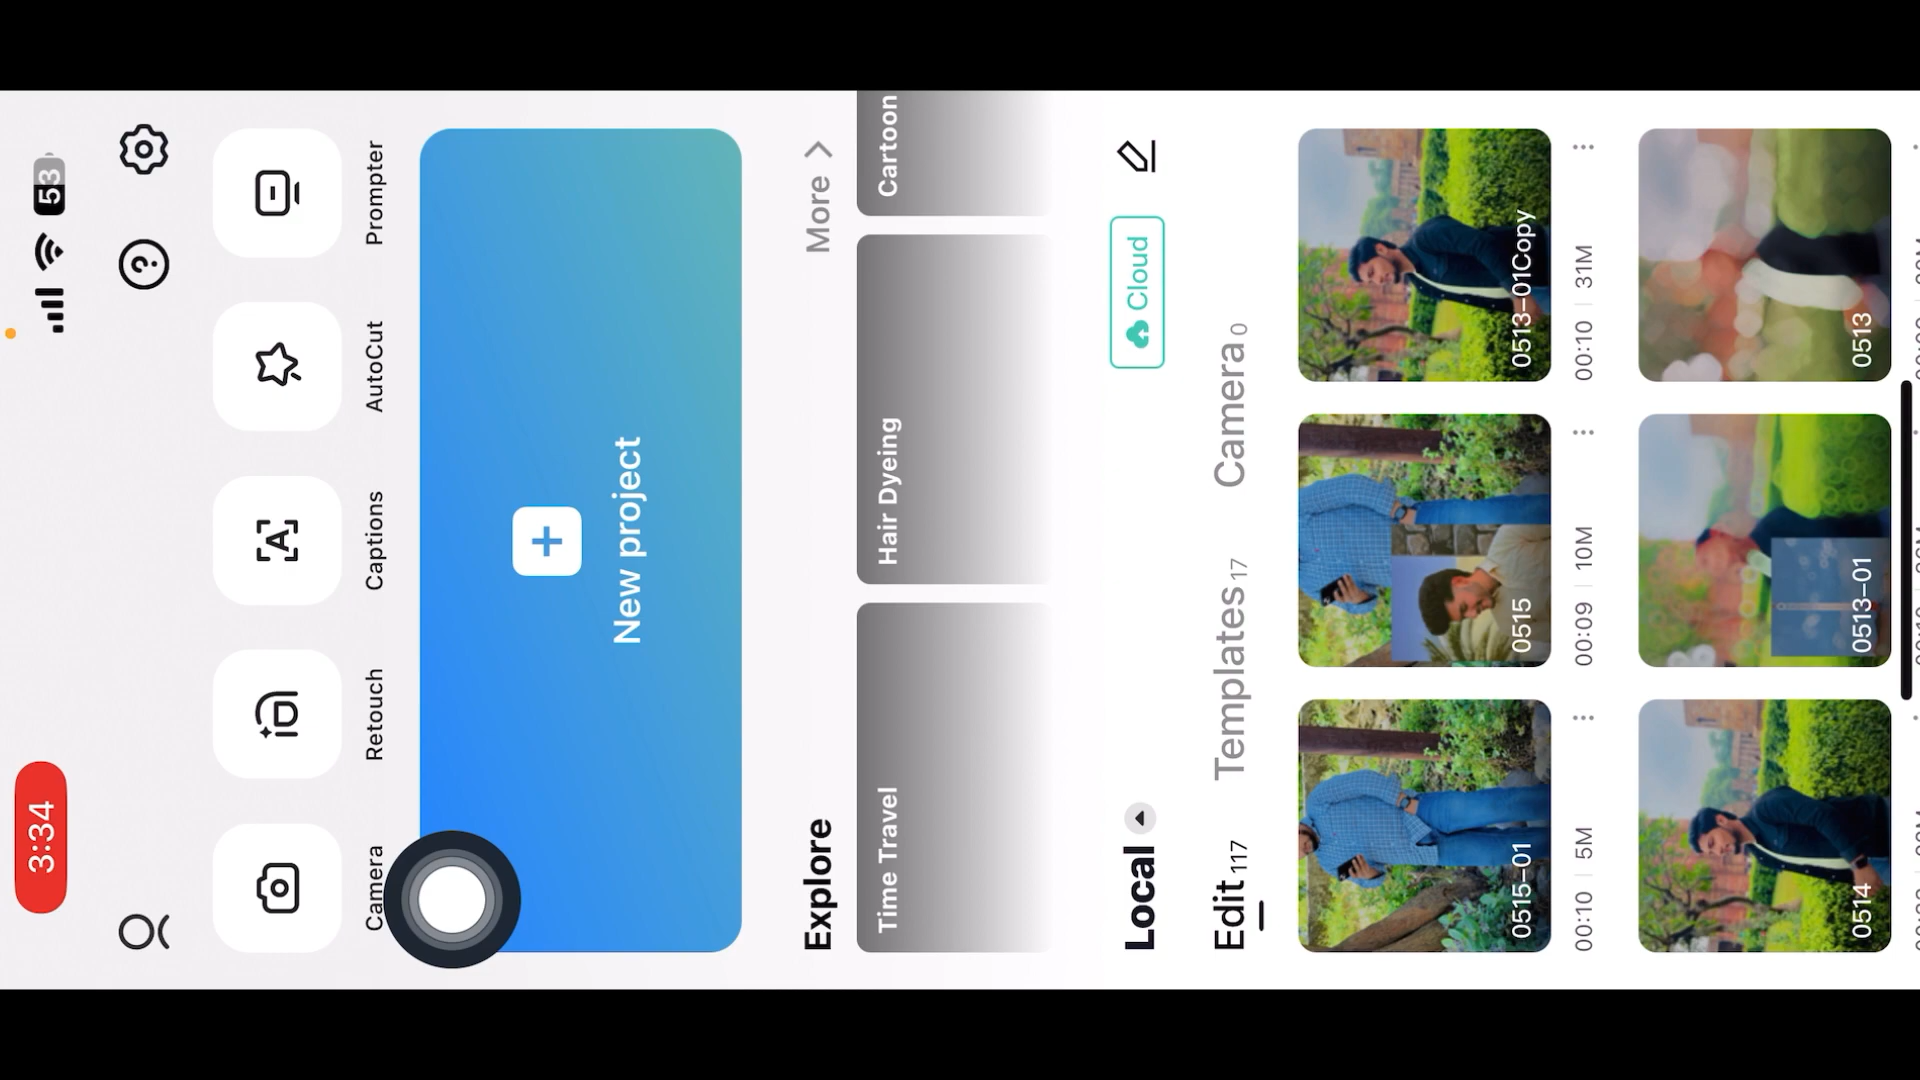 3:34
53
Camera
Retouch
Captions
AutoCut
Prompter
New project
Explore
More
Time Travel
Hair Dyeing
Cartoon
Local
Cloud
Edit 117
Templates 17
Camera 0
0515-01
00:10 | 5M
0515
00:09 | 10M
0513-01Copy
00:10 | 31M
0514
0513-01
0513